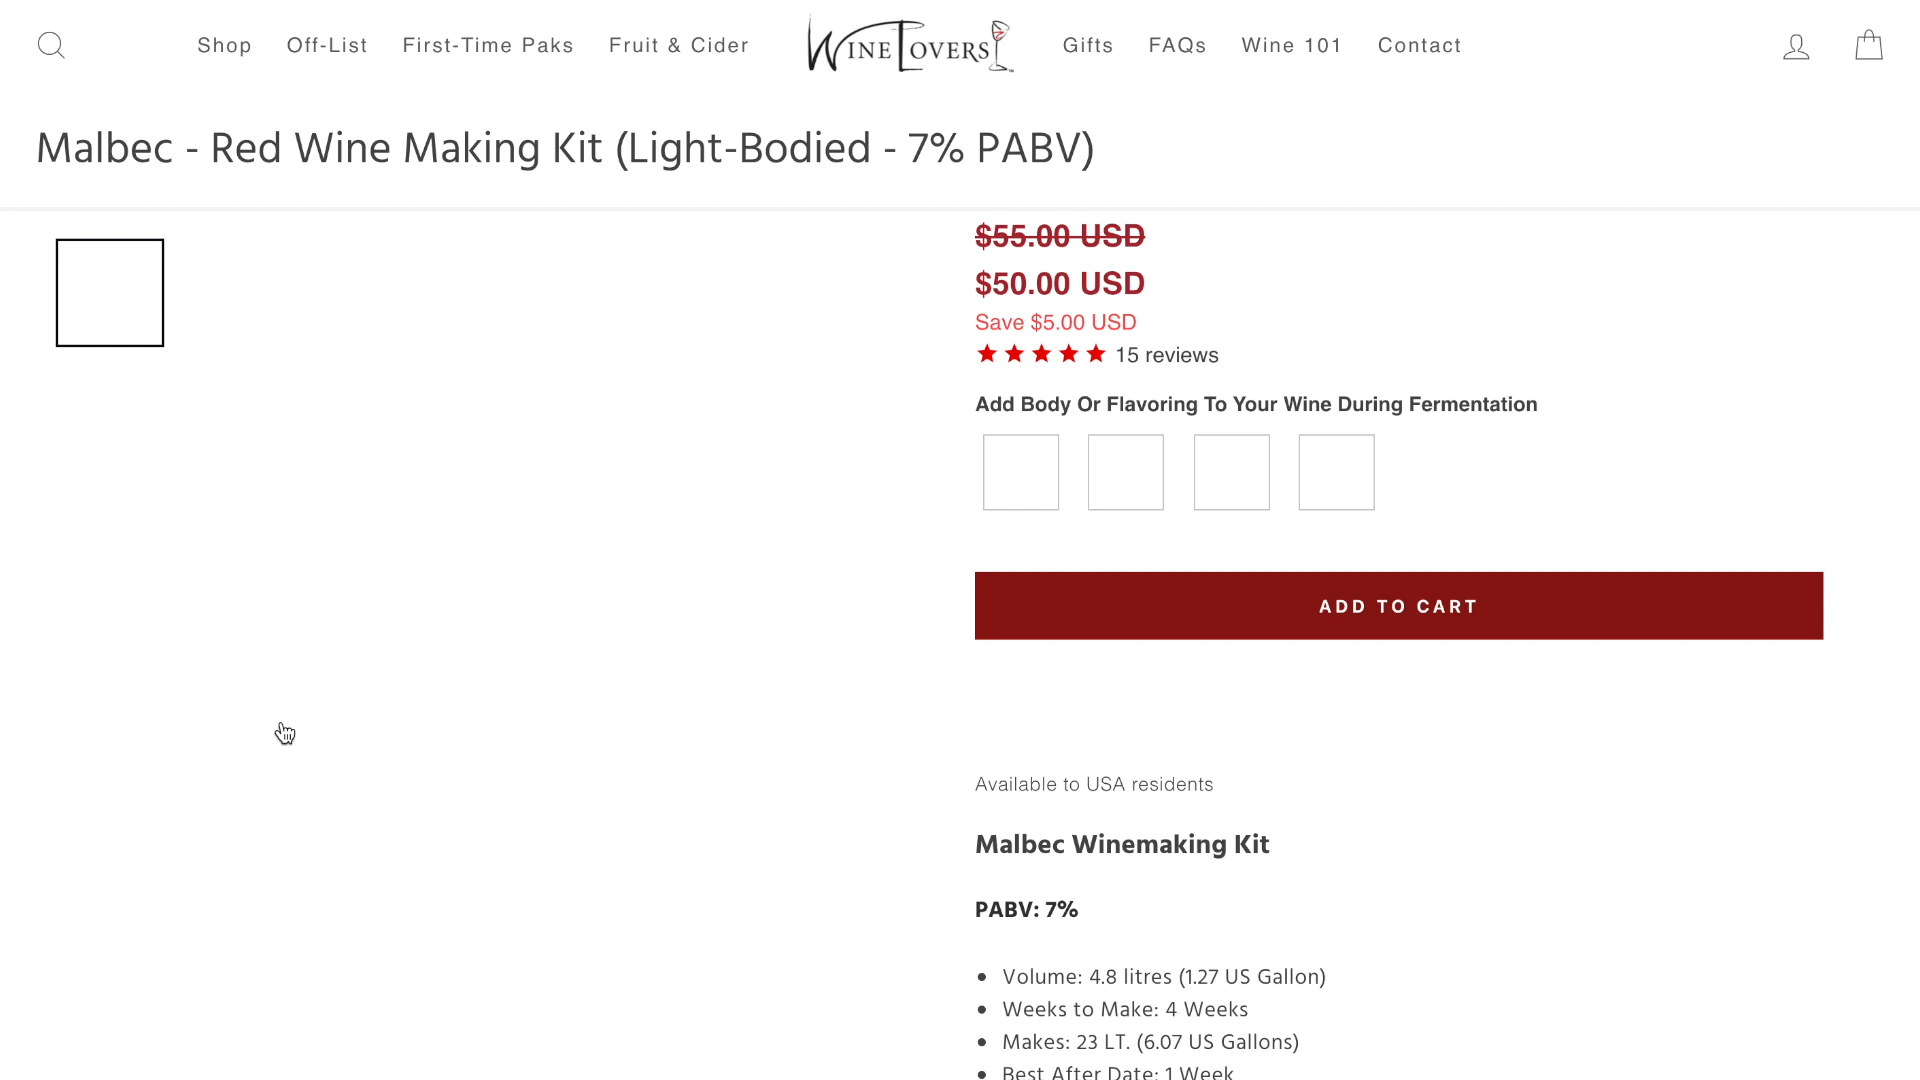 Shop Off-List First-Time Paks Fruit & Cider WINELOVERS™ Gifts FAQs Wine 101 Contact
Malbec - Red Wine Making Kit (Light-Bodied - 7% PABV)
$55.00 USD
$50.00 USD
Save $5.00 USD
15 reviews
Add Body Or Flavoring To Your Wine During Fermentation
ADD TO CART
Available to USA residents
Malbec Winemaking Kit
PABV: 7%
• Volume: 4.8 litres (1.27 US Gallon)
• Weeks to Make: 4 Weeks
• Makes: 23 LT. (6.07 US Gallons)
• Best After Date: 1 Week